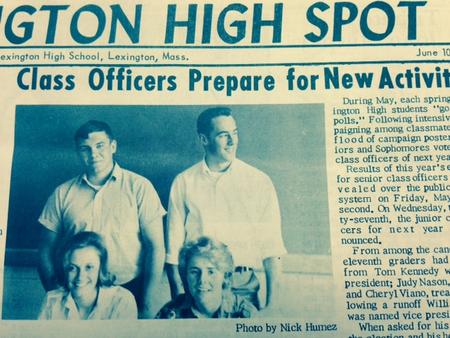 NGTON HIGH SPOT
exington High School, Lexington, Mass.
June 10
Class Officers Prepare for New Activit
During May, each spring
ington High students "go
polls." Following intensiv
paigning among classmate
flood of campaign poster
iors and Sophomores vote
class officers of next yea
Results of this year's e
for senior class officers
vealed over the public
system on Friday, May
second. On Wednesday, t
ty-seventh, the junior c
cers for next year
nounced.
From among the can
eleventh graders had
from Tom Kennedy w
president; Judy Nason,
and Cheryl Viano, trea
lowing a runoff Willi
was named vice presi
When asked for his
Photo by Nick Humez